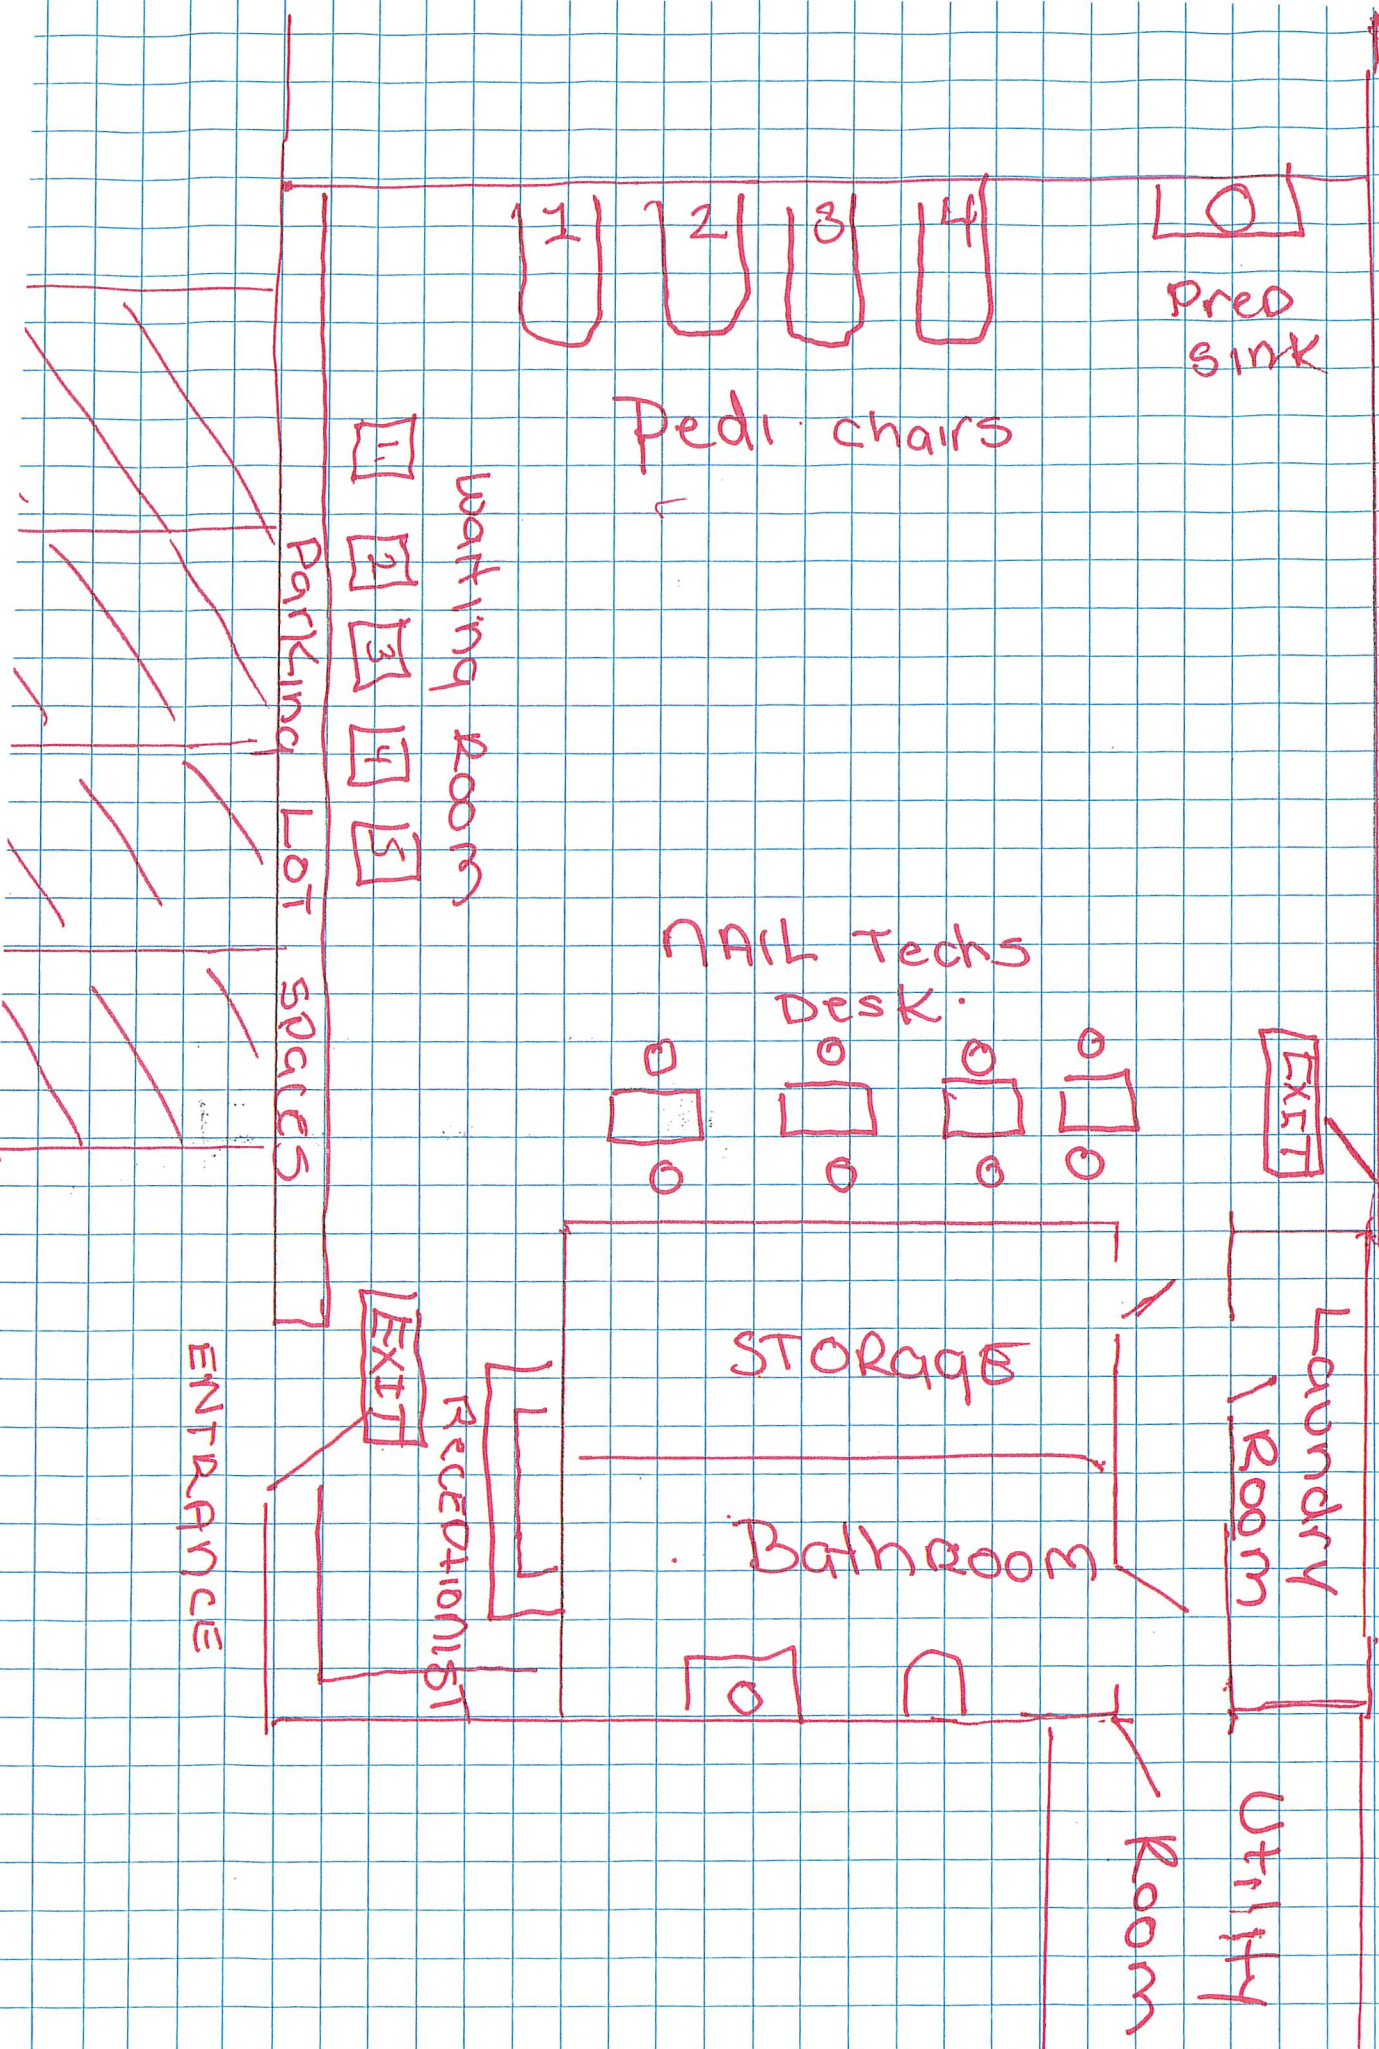 1 2 3 4
Prep
sink
Pedi. chairs
1.
2
3
4
5
Waiting Room
Parking LOT spaces
NAIL Techs
Desk.
EXIT
STORAGE
Laundry
Room
EXIT
RecepTIONIST
ENTRANCE
BathROOM
Utility
Room